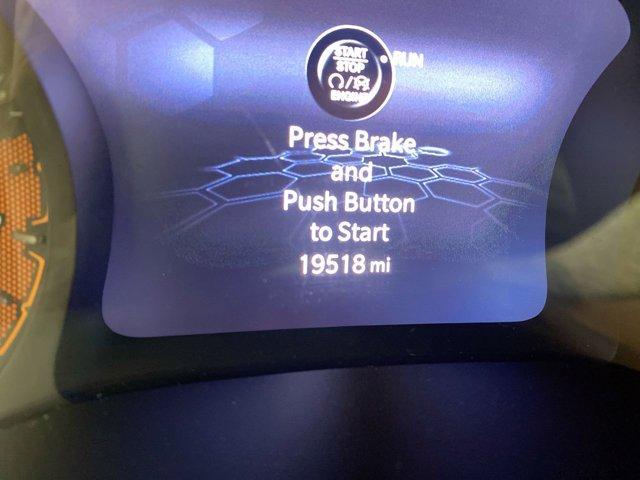 START
STOP
RUN
ENGINE
Press Brake
and
Push Button
to Start
19518 mi